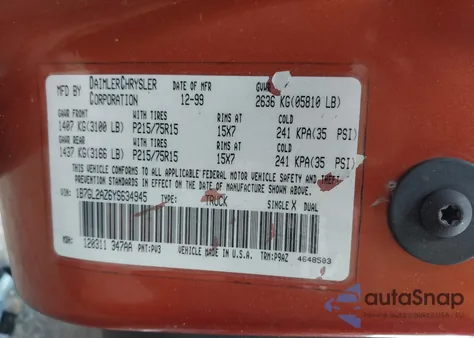 MFD BY DAIMLERCHRYSLER CORPORATION DATE OF MFR 12-99 GVWR 2636 KG(05810 LB)
GAWR FRONT WITH TIRES RIMS AT COLD
1407 KG(3100 LB) P215/75R15 15X7 241 KPA(35 PSI)
GAWR REAR WITH TIRES RIMS AT COLD
1437 KG(3166 LB) P215/75R15 15X7 241 KPA(35 PSI)
THIS VEHICLE CONFORMS TO ALL APPLICABLE FEDERAL MOTOR VEHICLE SAFETY AND THEFT
PREVENTION STANDARDS IN EFFECT ON THE DATE OF MANUFACTURE SHOWN ABOVE.
VIN: 1B7GL2AZ6YS634945 TYPE: TRUCK SINGLE X DUAL
MDH: 120311 347AA PNT: PV3 VEHICLE MADE IN U.S.A. TRM: P9AZ 4648503
autoSnap